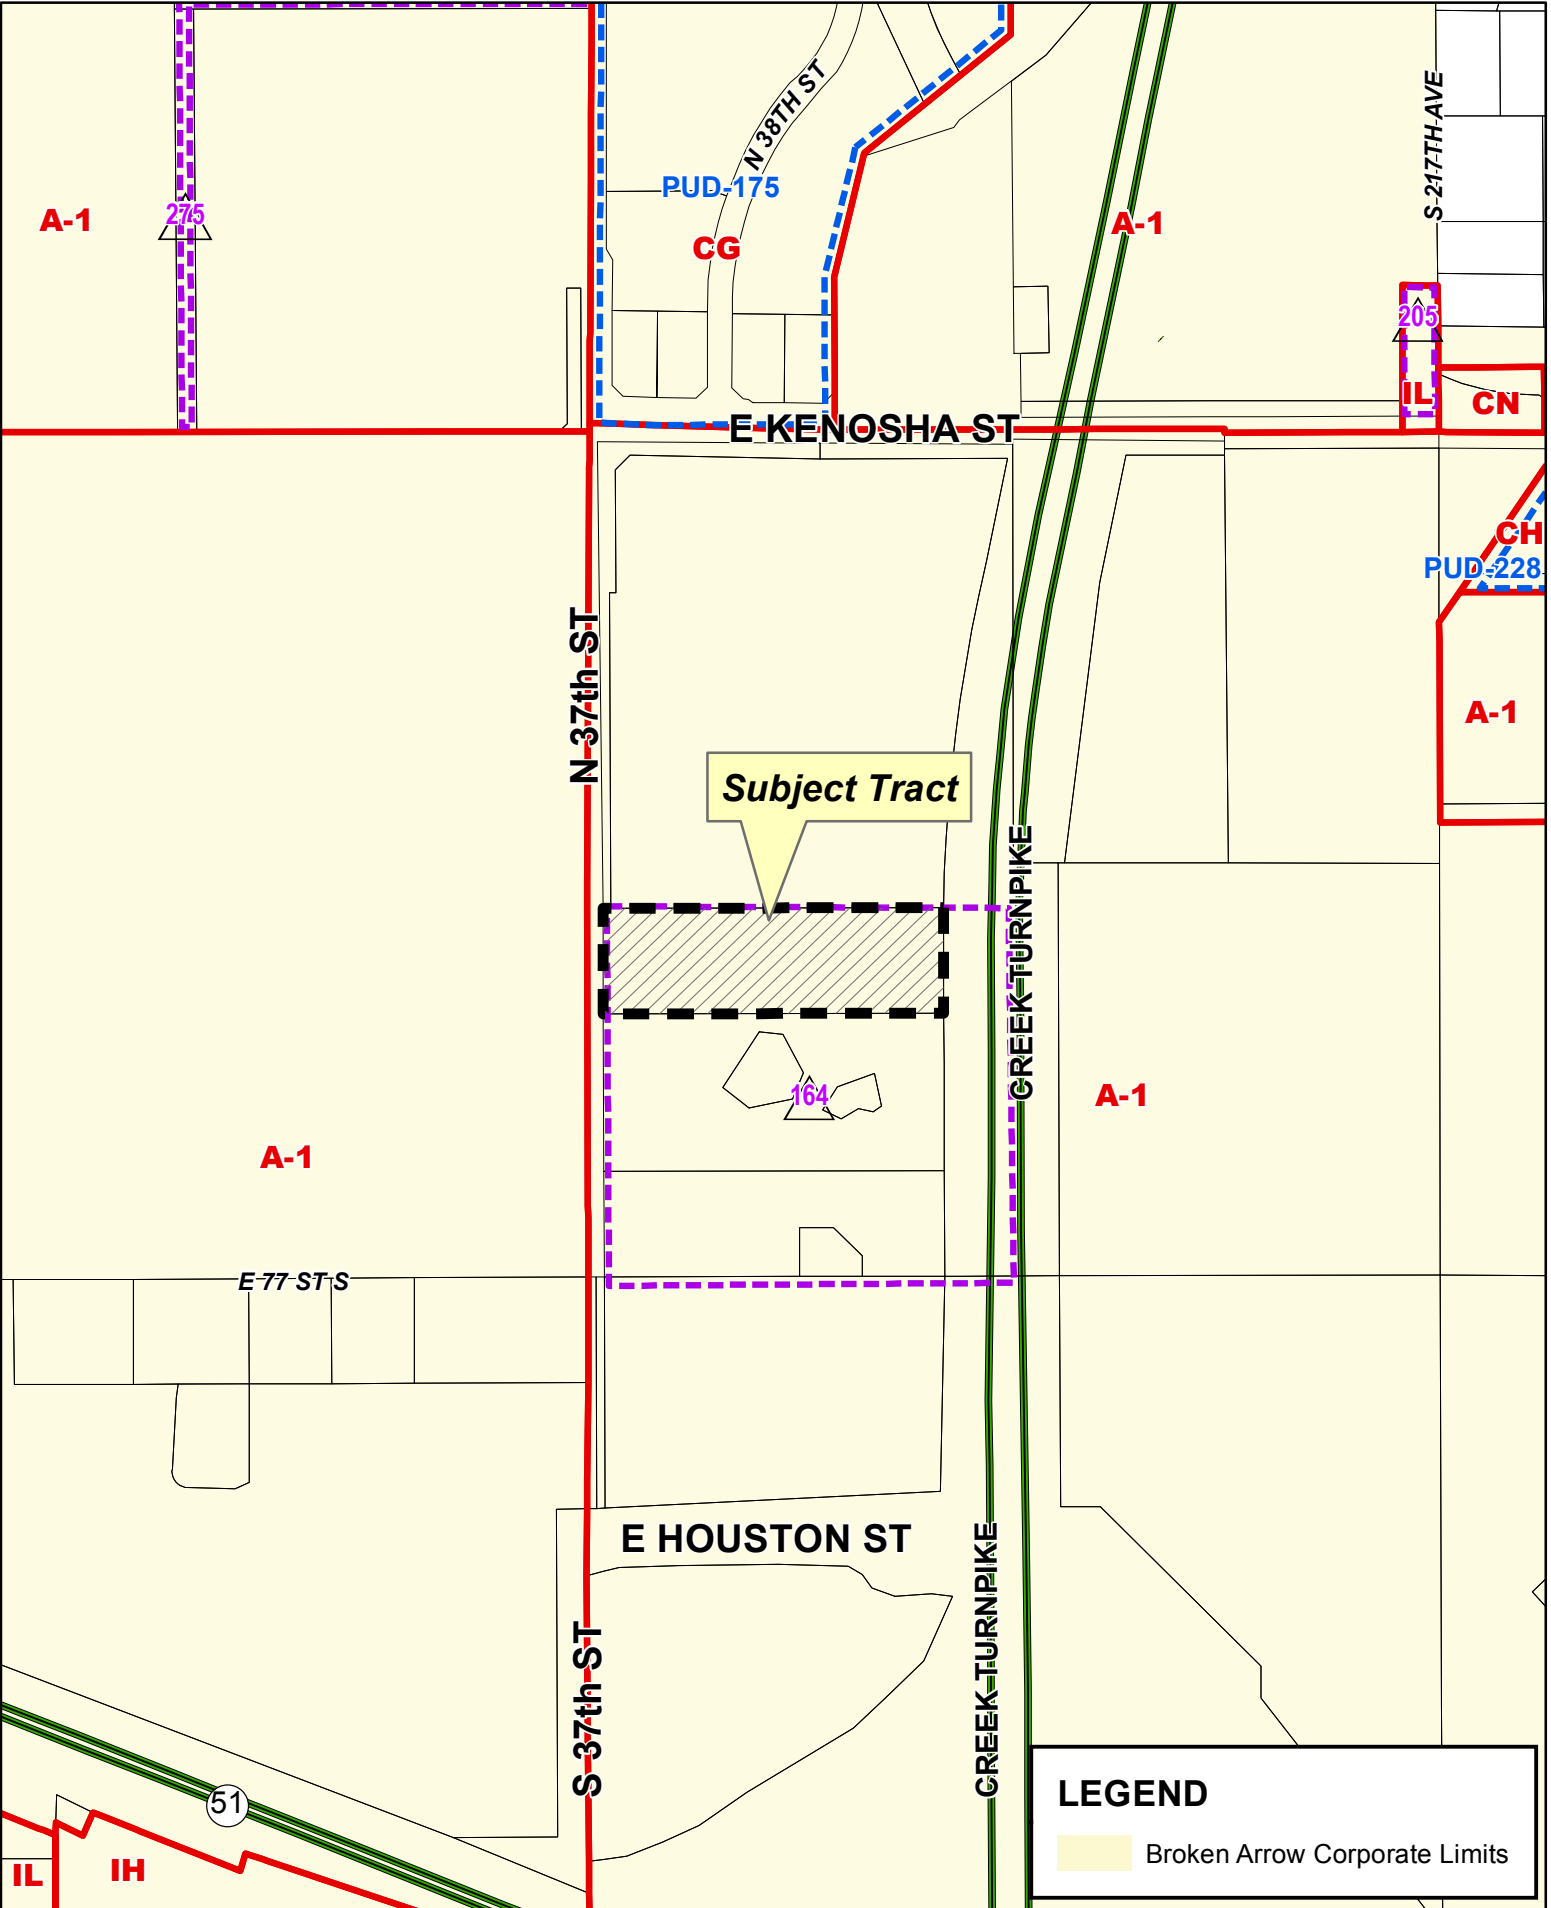 N 38TH ST
S 217TH AVE
PUD-175
A-1
275
CG
A-1
205
IL
CN
E KENOSHA ST
CH
PUD-228
N 37th ST
A-1
Subject Tract
CREEK TURNPIKE
164
A-1
A-1
E 77 ST S
E HOUSTON ST
S 37th ST
CREEK TURNPIKE
51
IL
IH
LEGEND
Broken Arrow Corporate Limits